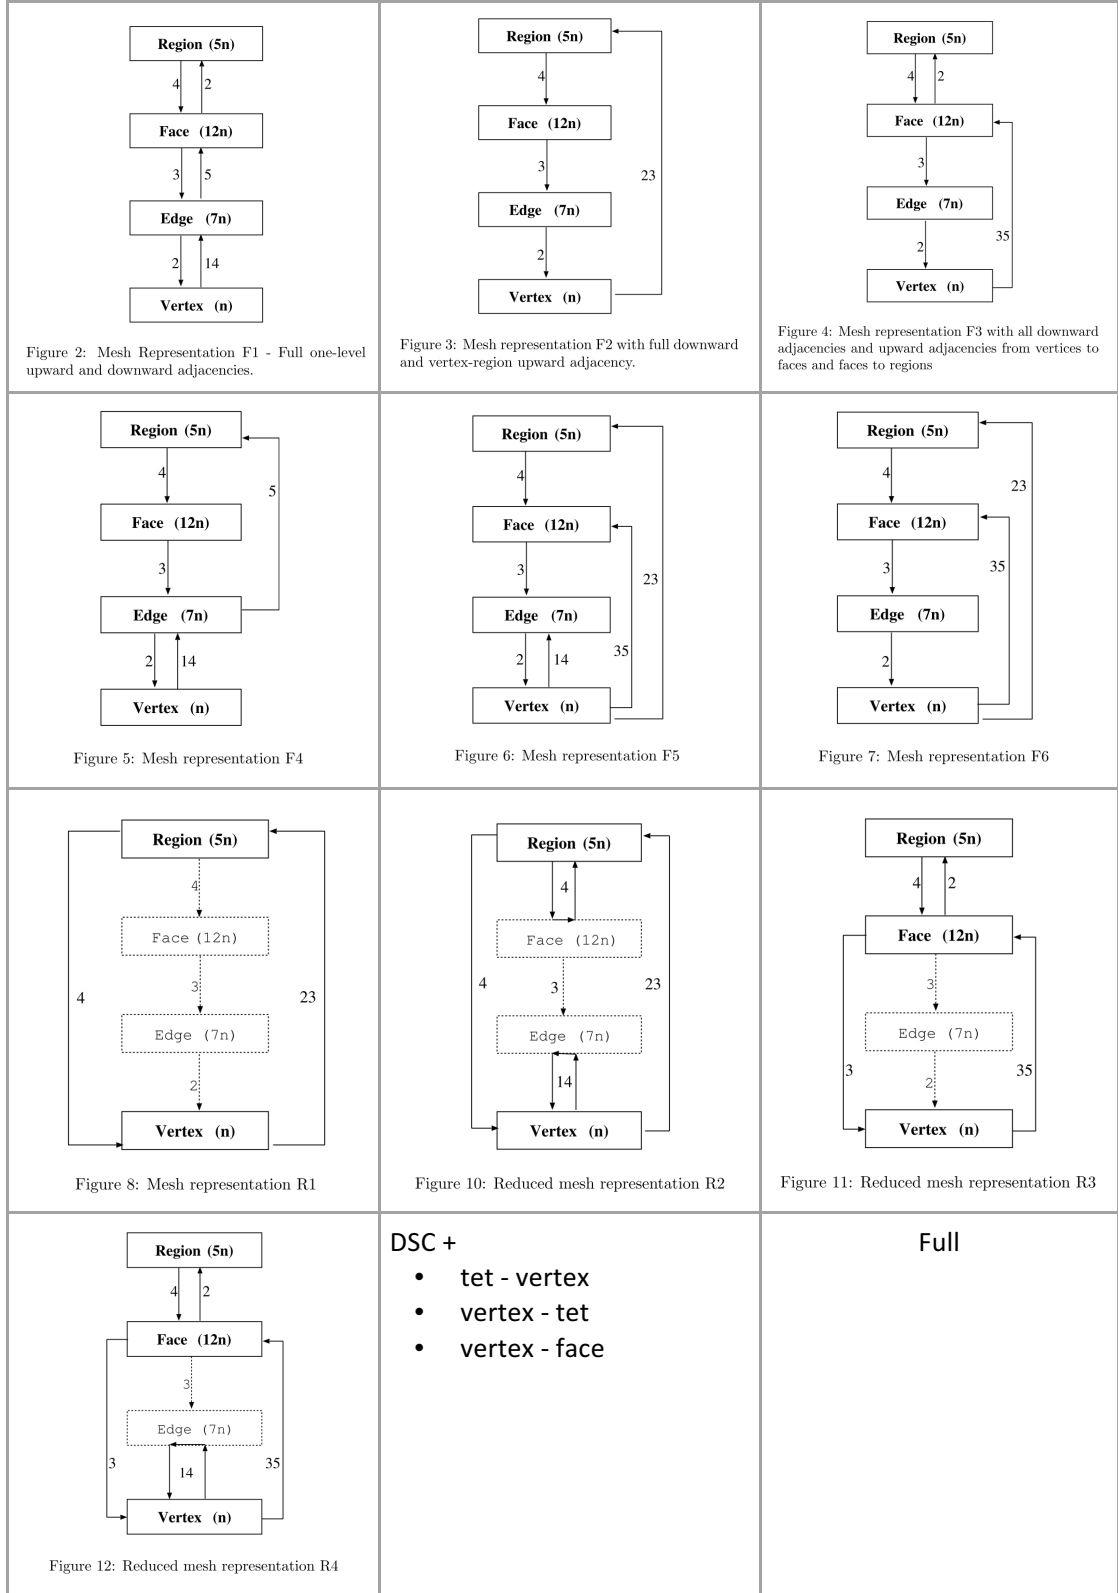 Region (5n)
4
2
Face (12n)
3
5
Edge (7n)
2
14
Vertex (n)
Figure 2: Mesh Representation F1 - Full one-level
upward and downward adjacencies.
Region (5n)
4
Face (12n)
3
23
Edge (7n)
2
Vertex (n)
Figure 3: Mesh representation F2 with full downward
and vertex-region upward adjacency.
Region (5n)
4
2
Face (12n)
3
Edge (7n)
35
2
Vertex (n)
Figure 4: Mesh representation F3 with all downward
adjacencies and upward adjacencies from vertices to
faces and faces to regions
Region (5n)
4
5
Face (12n)
3
Edge (7n)
2
14
Vertex (n)
Figure 5: Mesh representation F4
Region (5n)
4
Face (12n)
3
23
Edge (7n)
35
2
14
Vertex (n)
Figure 6: Mesh representation F5
Region (5n)
4
23
Face (12n)
3
35
Edge (7n)
2
Vertex (n)
Figure 7: Mesh representation F6
Region (5n)
4
Face (12n)
4
3
23
Edge (7n)
2
Vertex (n)
Figure 8: Mesh representation R1
Region (5n)
4
Face (12n)
4
3
23
Edge (7n)
14
Vertex (n)
Figure 10: Reduced mesh representation R2
Region (5n)
4
2
Face (12n)
3
Edge (7n)
3
35
2
Vertex (n)
Figure 11: Reduced mesh representation R3
Region (5n)
4
2
Face (12n)
3
Edge (7n)
3
14
35
Vertex (n)
Figure 12: Reduced mesh representation R4
DSC +
• tet - vertex
• vertex - tet
• vertex - face
Full